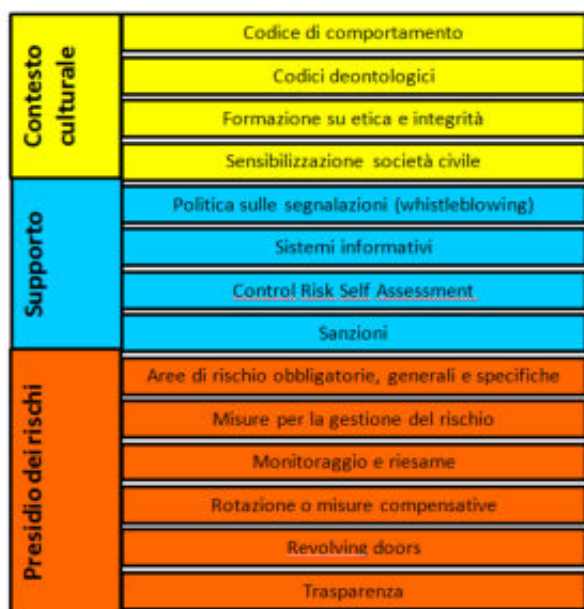 Contesto
culturale
Codice di comportamento
Codici deontologici
Formazione su etica e integrità
Sensibilizzazione società civile
Supporto
Politica sulle segnalazioni (whistleblowing)
Sistemi informativi
Control Risk Self Assessment
Sanzioni
Presidio dei rischi
Aree di rischio obbligatorie, generali e specifiche
Misure per la gestione del rischio
Monitoraggio e riesame
Rotazione o misure compensative
Revolving doors
Trasparenza